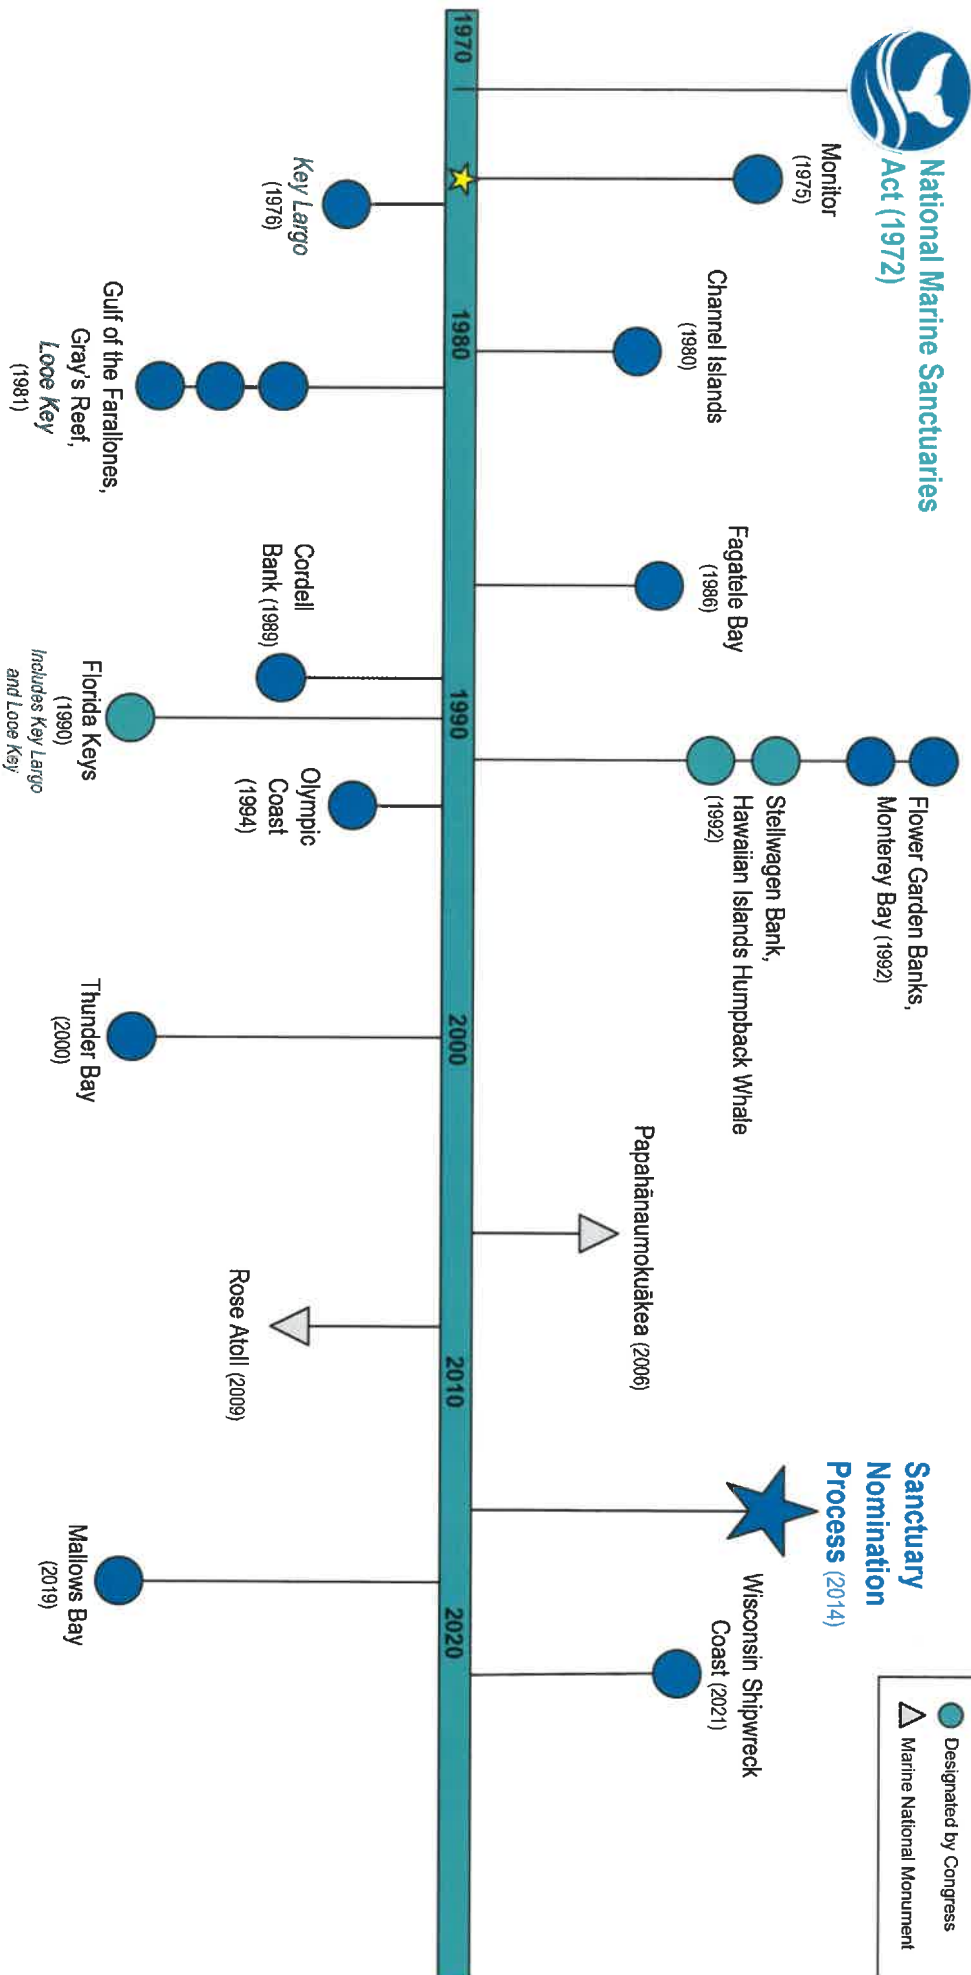 National Marine Sanctuaries
Act (1972)
Monitor
(1975)
Channel Islands
(1980)
Fagatele Bay
(1986)
Flower Garden Banks,
Monterey Bay (1992)
Stellwagen Bank,
Hawaiian Islands Humpback Whale
(1992)
Papahānaumokuākea (2006)
Sanctuary
Nomination
Process (2014)
Wisconsin Shipwreck
Coast (2021)
Designated by Congress
Marine National Monument
1970
1980
1990
2000
2010
2020
Key Largo
(1976)
Gulf of the Farallones,
Gray's Reef,
Looe Key
(1981)
Cordell
Bank (1989)
Florida Keys
(1990)
Includes Key Largo
and Looe Key
Olympic
Coast
(1994)
Thunder Bay
(2000)
Rose Atoll (2009)
Mallows Bay
(2019)